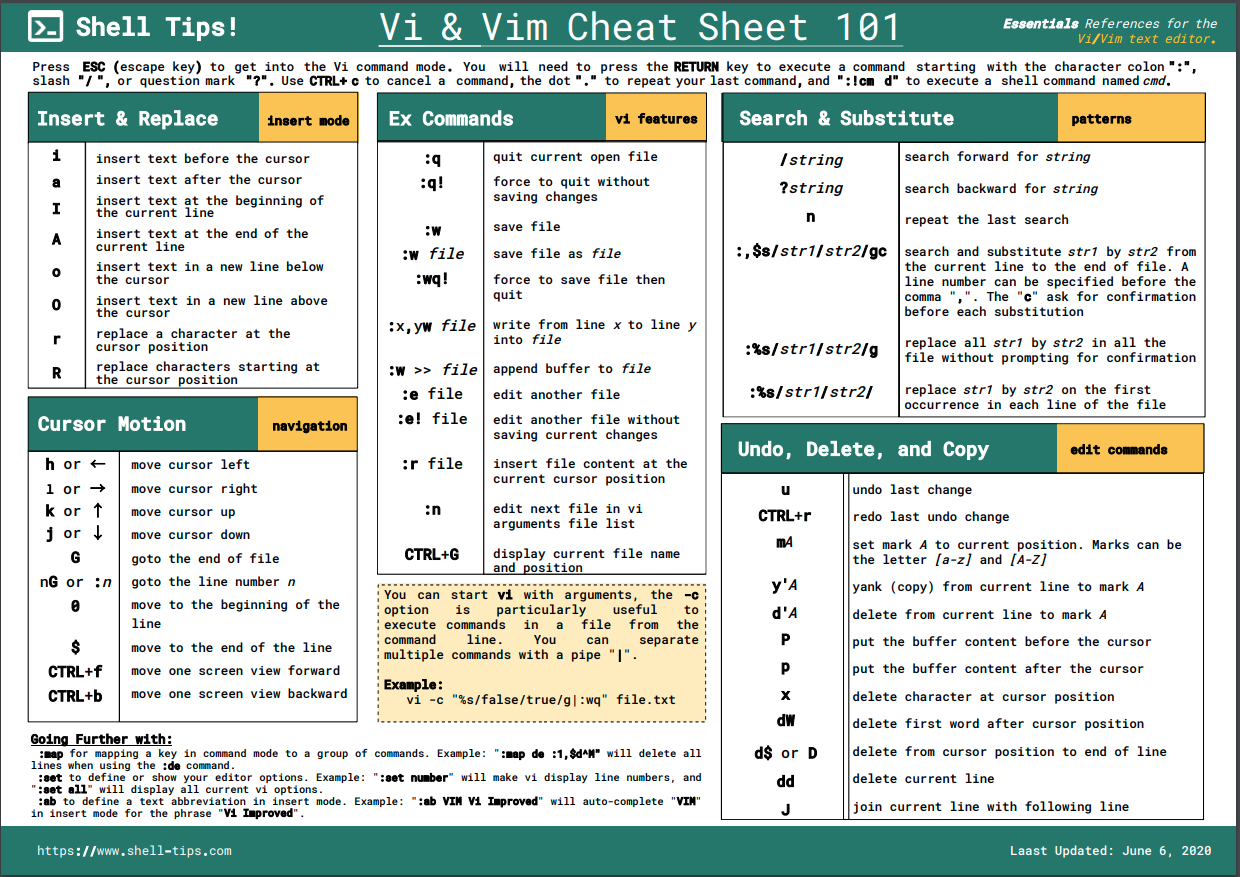 Shell Tips!
Vi & Vim Cheat Sheet 101
Essentials References for the
Vi/Vim text editor.
Press ESC (escape key) to get into the Vi command mode. You will need to press the RETURN key to execute a command starting with the character colon ":",
slash "/ ", or question mark "?". Use CTRL+ c to cancel a command, the dot "." to repeat your last command, and ":!cm d" to execute a shell command named cmd.
Insert & Replace
insert mode
i insert text before the cursor
a insert text after the cursor
I insert text at the beginning of
the current line
A insert text at the end of the
current line
o insert text in a new line below
the cursor
O insert text in a new line above
the cursor
r replace a character at the
cursor position
R replace characters starting at
the cursor position
Cursor Motion
navigation
h or ← move cursor left
l or → move cursor right
k or ↑ move cursor up
j or ↓ move cursor down
G goto the end of file
nG or :n goto the line number n
0 move to the beginning of the
line
$ move to the end of the line
CTRL+f move one screen view forward
CTRL+b move one screen view backward
Going Further with:
:map for mapping a key in command mode to a group of commands. Example: ":map de :1,$d^M" will delete all
lines when using the :de command.
:set to define or show your editor options. Example: ":set number" will make vi display line numbers, and
":set all" will display all current vi options.
:ab to define a text abbreviation in insert mode. Example: ":ab VIM Vi Improved" will auto-complete "VIM"
in insert mode for the phrase "Vi Improved".
Ex Commands
vi features
:q quit current open file
:q! force to quit without
saving changes
:w save file
:w file save file as file
:wq! force to save file then
quit
:x,yw file write from line x to line y
into file
:w >> file append buffer to file
:e file edit another file
:e! file edit another file without
saving current changes
:r file insert file content at the
current cursor position
:n edit next file in vi
arguments file list
CTRL+G display current file name
and position
You can start vi with arguments, the -c
option is particularly useful to
execute commands in a file from the
command line. You can separate
multiple commands with a pipe "|".
Example:
vi -c "%s/false/true/g|:wq" file.txt
Search & Substitute
patterns
/string search forward for string
?string search backward for string
n repeat the last search
:,$s/str1/str2/gc search and substitute str1 by str2 from
the current line to the end of file. A
line number can be specified before the
comma ",". The "c" ask for confirmation
before each substitution
:%s/str1/str2/g replace all str1 by str2 in all the
file without prompting for confirmation
:%s/str1/str2/ replace str1 by str2 on the first
occurrence in each line of the file
Undo, Delete, and Copy
edit commands
u undo last change
CTRL+r redo last undo change
mA set mark A to current position. Marks can be
the letter [a-z] and [A-Z]
y'A yank (copy) from current line to mark A
d'A delete from current line to mark A
P put the buffer content before the cursor
p put the buffer content after the cursor
x delete character at cursor position
dW delete first word after cursor position
d$ or D delete from cursor position to end of line
dd delete current line
J join current line with following line
https://www.shell-tips.com
Laast Updated: June 6, 2020